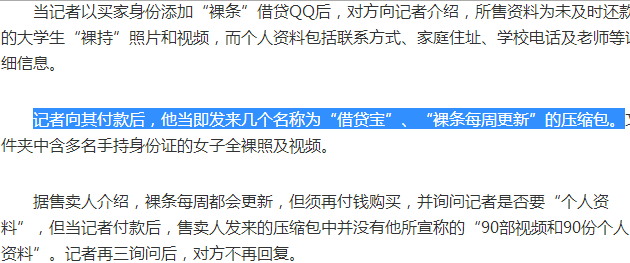 当记者以买家身份添加“裸条”借贷QQ后，对方向记者介绍，所售资料为未及时还款
的大学生“裸持”照片和视频，而个人资料包括联系方式、家庭住址、学校电话及老师等详
细信息。
记者向其付款后，他当即发来几个名称为“借贷宝”、“裸条每周更新”的压缩包。
件夹中含多名手持身份证的女子全裸照及视频。
据售卖人介绍，裸条每周都会更新，但须再付钱购买，并询问记者是否要“个人资
料”，但当记者付款后，售卖人发来的压缩包中并没有他所宣称的“90部视频和90份个人
资料”。记者再三询问后，对方不再回复。